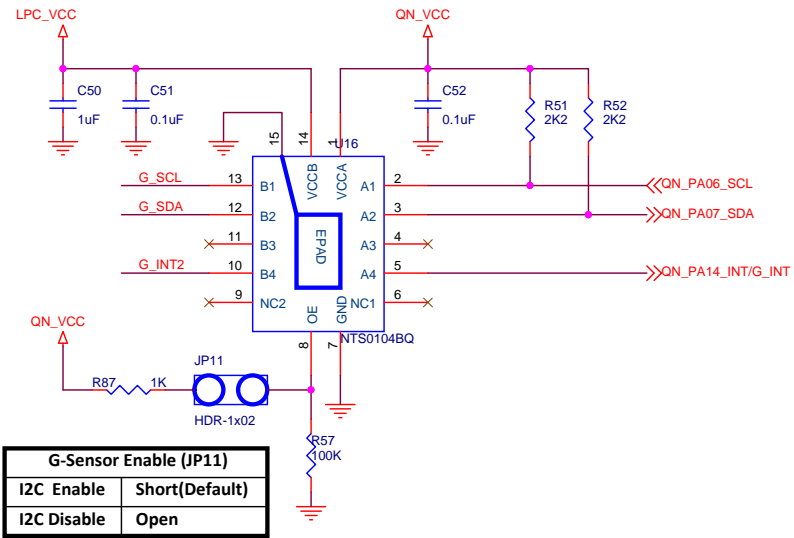 LPC_VCC
QN_VCC
C50
1uF
C51
0.1uF
C52
0.1uF
R51
2K2
R52
2K2
15
14
1
U16
VCCB
VCCA
G_SCL
13
B1
A1
2
QN_PA06_SCL
G_SDA
12
B2
A2
3
QN_PA07_SDA
11
B3
A3
4
EPAD
G_INT2
10
B4
A4
5
QN_PA14_INT/G_INT
9
NC2
NC1
6
OE
GND
8
7
NTS0104BQ
QN_VCC
JP11
R87
1K
HDR-1x02
R57
100K
G-Sensor Enable (JP11)
I2C Enable Short(Default)
I2C Disable Open